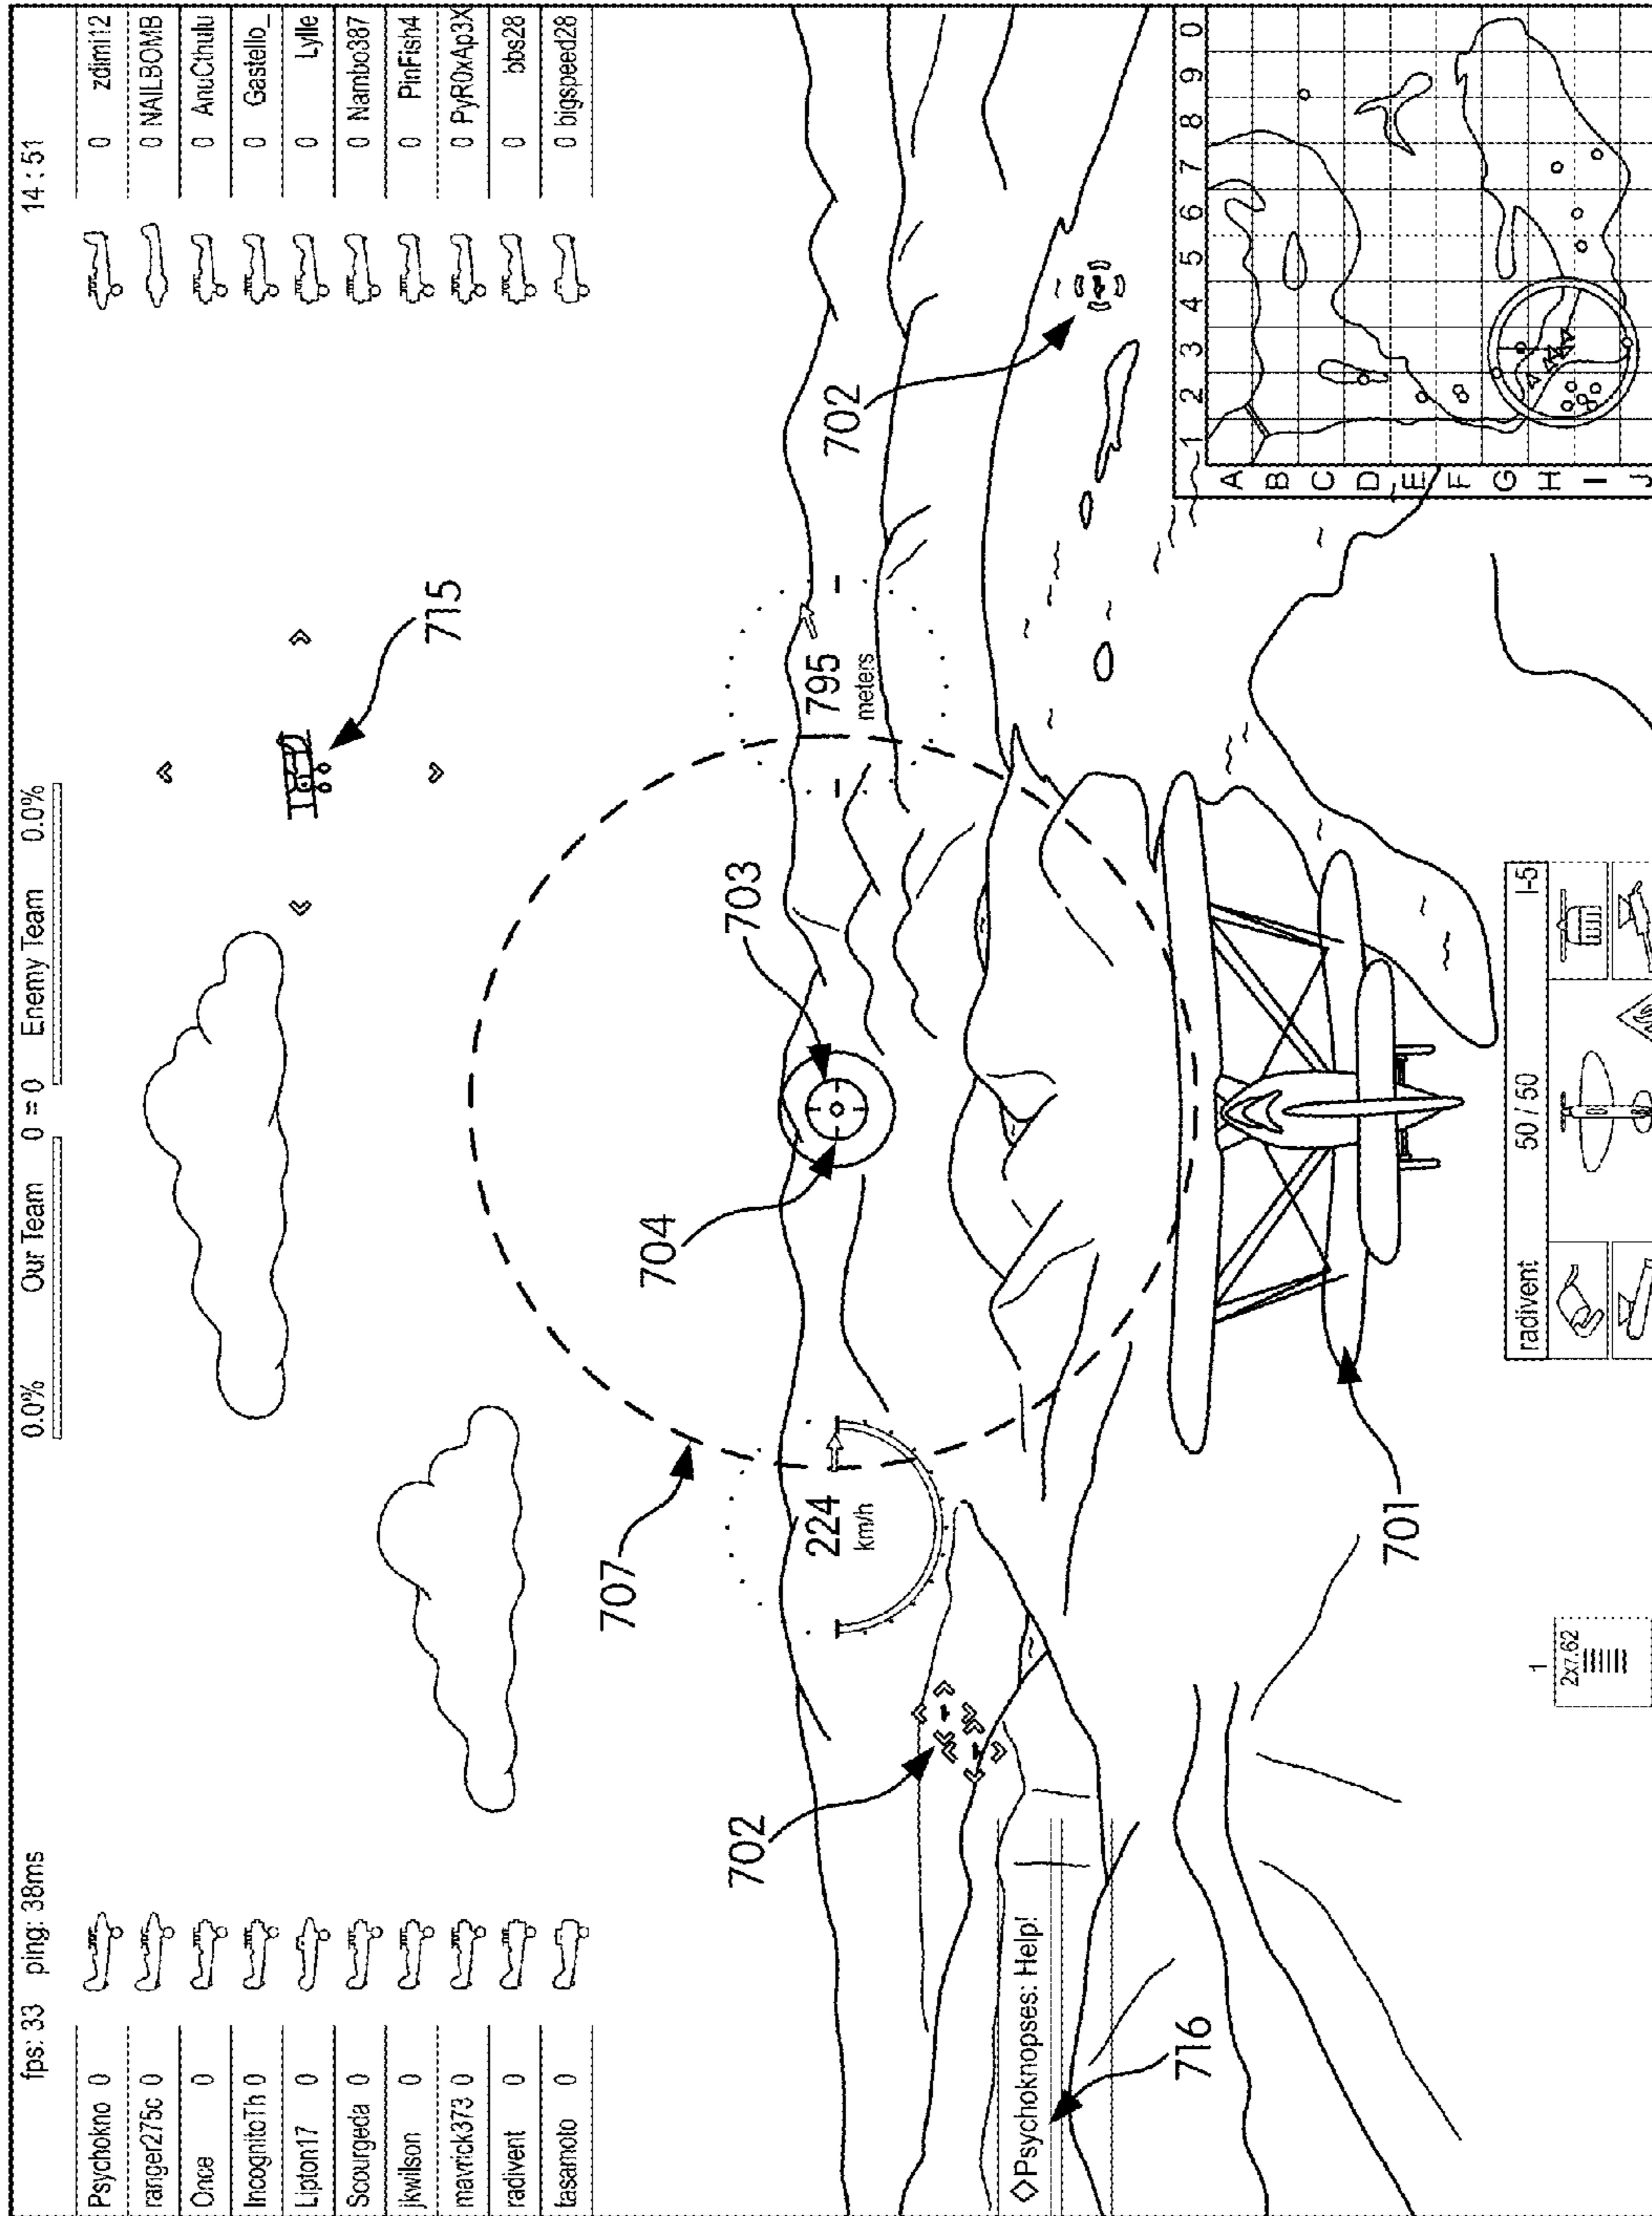 fps: 33 ping: 38ms
0.0% Our Team 0 = 0 Enemy Team 0.0%
14 : 51
Psychokno 0
ranger275c 0
Once 0
IncognitoTh 0
Lipton17 0
Scourgeda 0
jkwilson 0
mavrick373 0
radivent 0
tasamoto 0
0 zdimi12
0 NAILBOMB
0 AnuCthulu
0 Gastello_
0 Lylle
0 Nambo387
0 PinFish4
0 PyR0xAp3X
0 bbs28
0 bigspeed28
715
707
704
703
702
702
224
km/h
795
meters
◇Psychoknopses: Help!
716
701
1
2x7.62
radivent 50 / 50 I-5
1 2 3 4 5 6 7 8 9 0
A
B
C
D
E
F
G
H
I
J